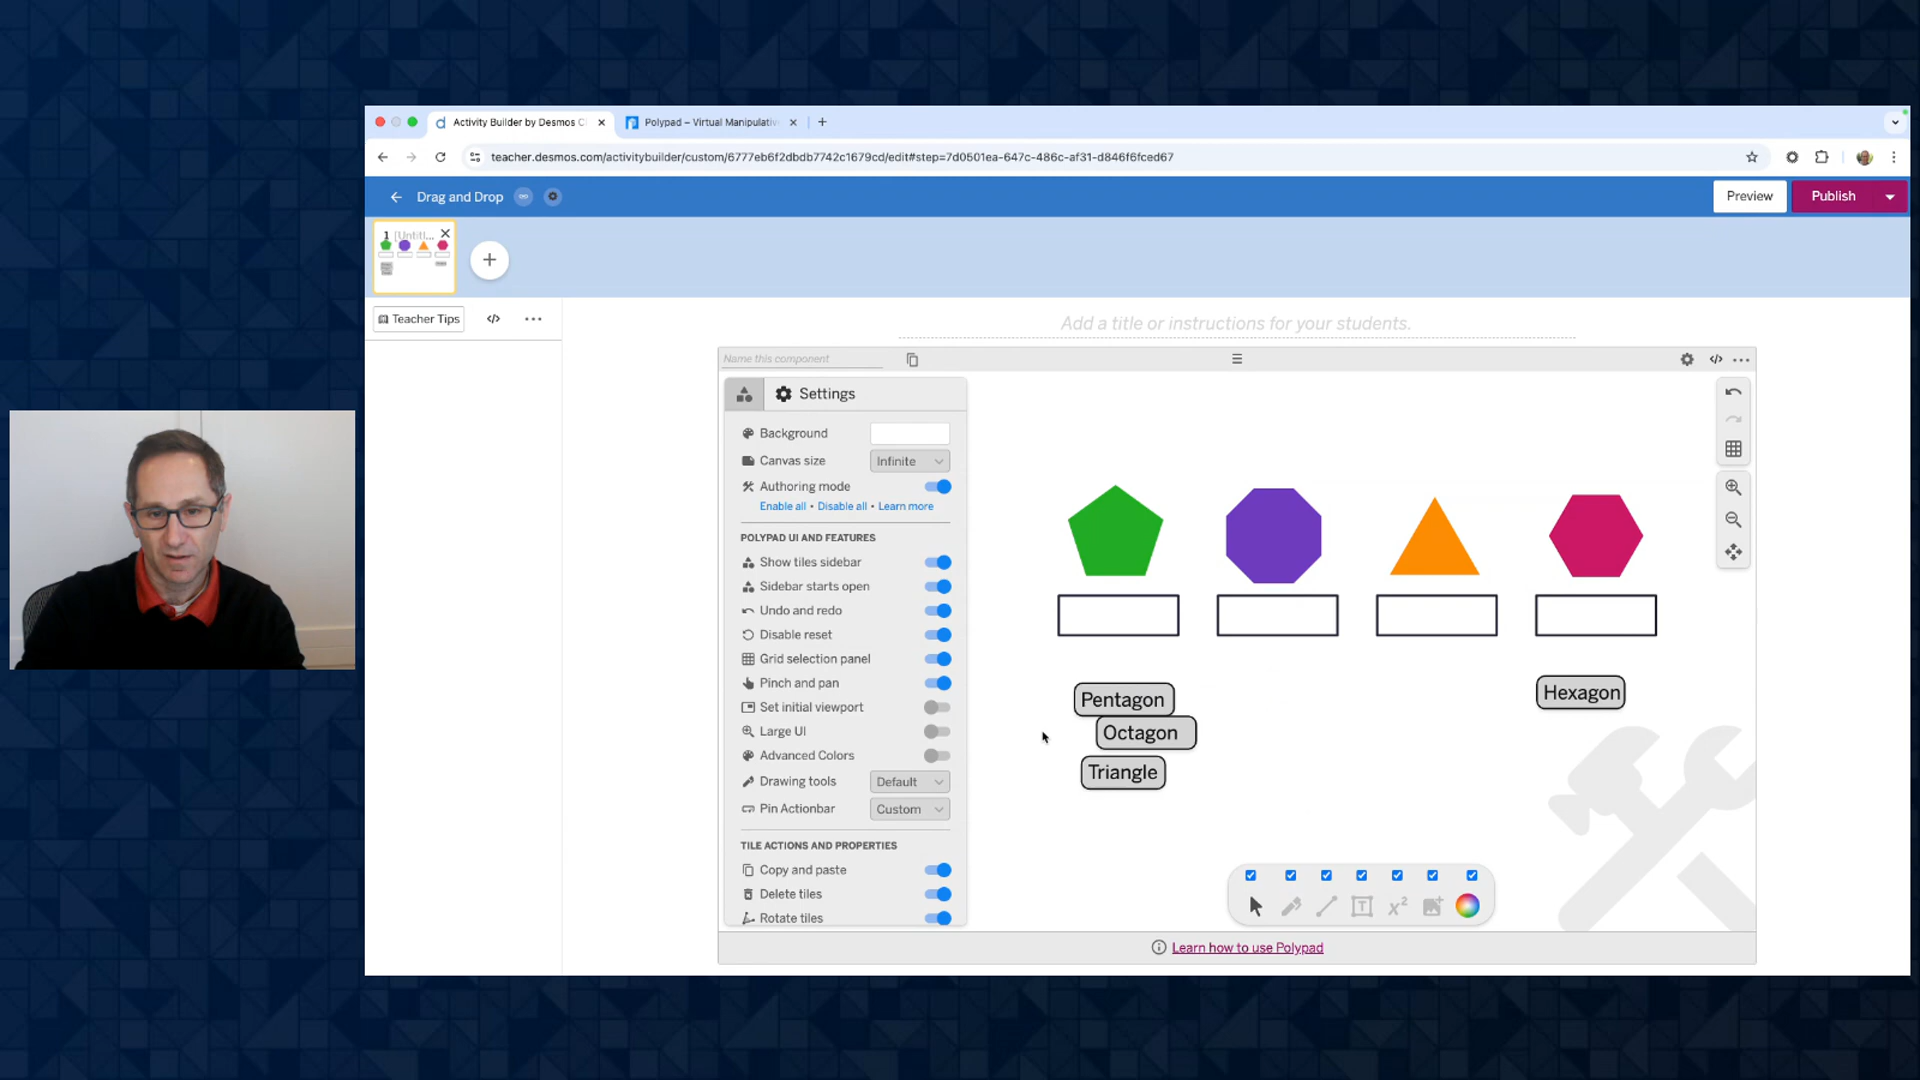 Activity Builder by Desmos C
Polypad – Virtual Manipulativ
teacher.desmos.com/activitybuilder/custom/6777eb6f2dbdb7742c1679cd/edit#step=7d0501ea-647c-486c-af31-d846f6fced67
Drag and Drop
Preview
Publish
1 [Untitl...
Teacher Tips
Add a title or instructions for your students.
Name this component
Settings
Background
Canvas size
Infinite
Authoring mode
Enable all • Disable all • Learn more
POLYPAD UI AND FEATURES
Show tiles sidebar
Sidebar starts open
Undo and redo
Disable reset
Grid selection panel
Pinch and pan
Set initial viewport
Large UI
Advanced Colors
Drawing tools
Default
Pin Actionbar
Custom
TILE ACTIONS AND PROPERTIES
Copy and paste
Delete tiles
Rotate tiles
Pentagon
Octagon
Triangle
Hexagon
Learn how to use Polypad